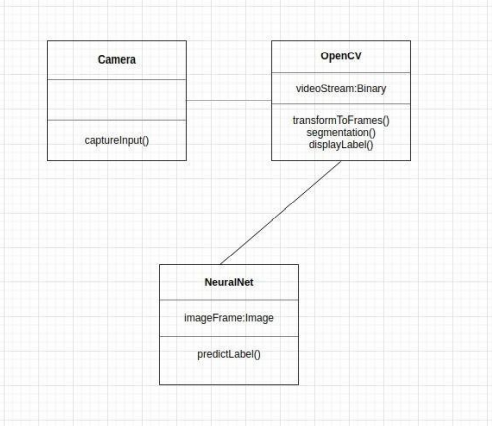 Camera
captureInput()
OpenCV
videoStream:Binary
transformToFrames()
segmentation()
displayLabel()
NeuralNet
imageFrame:Image
predictLabel()